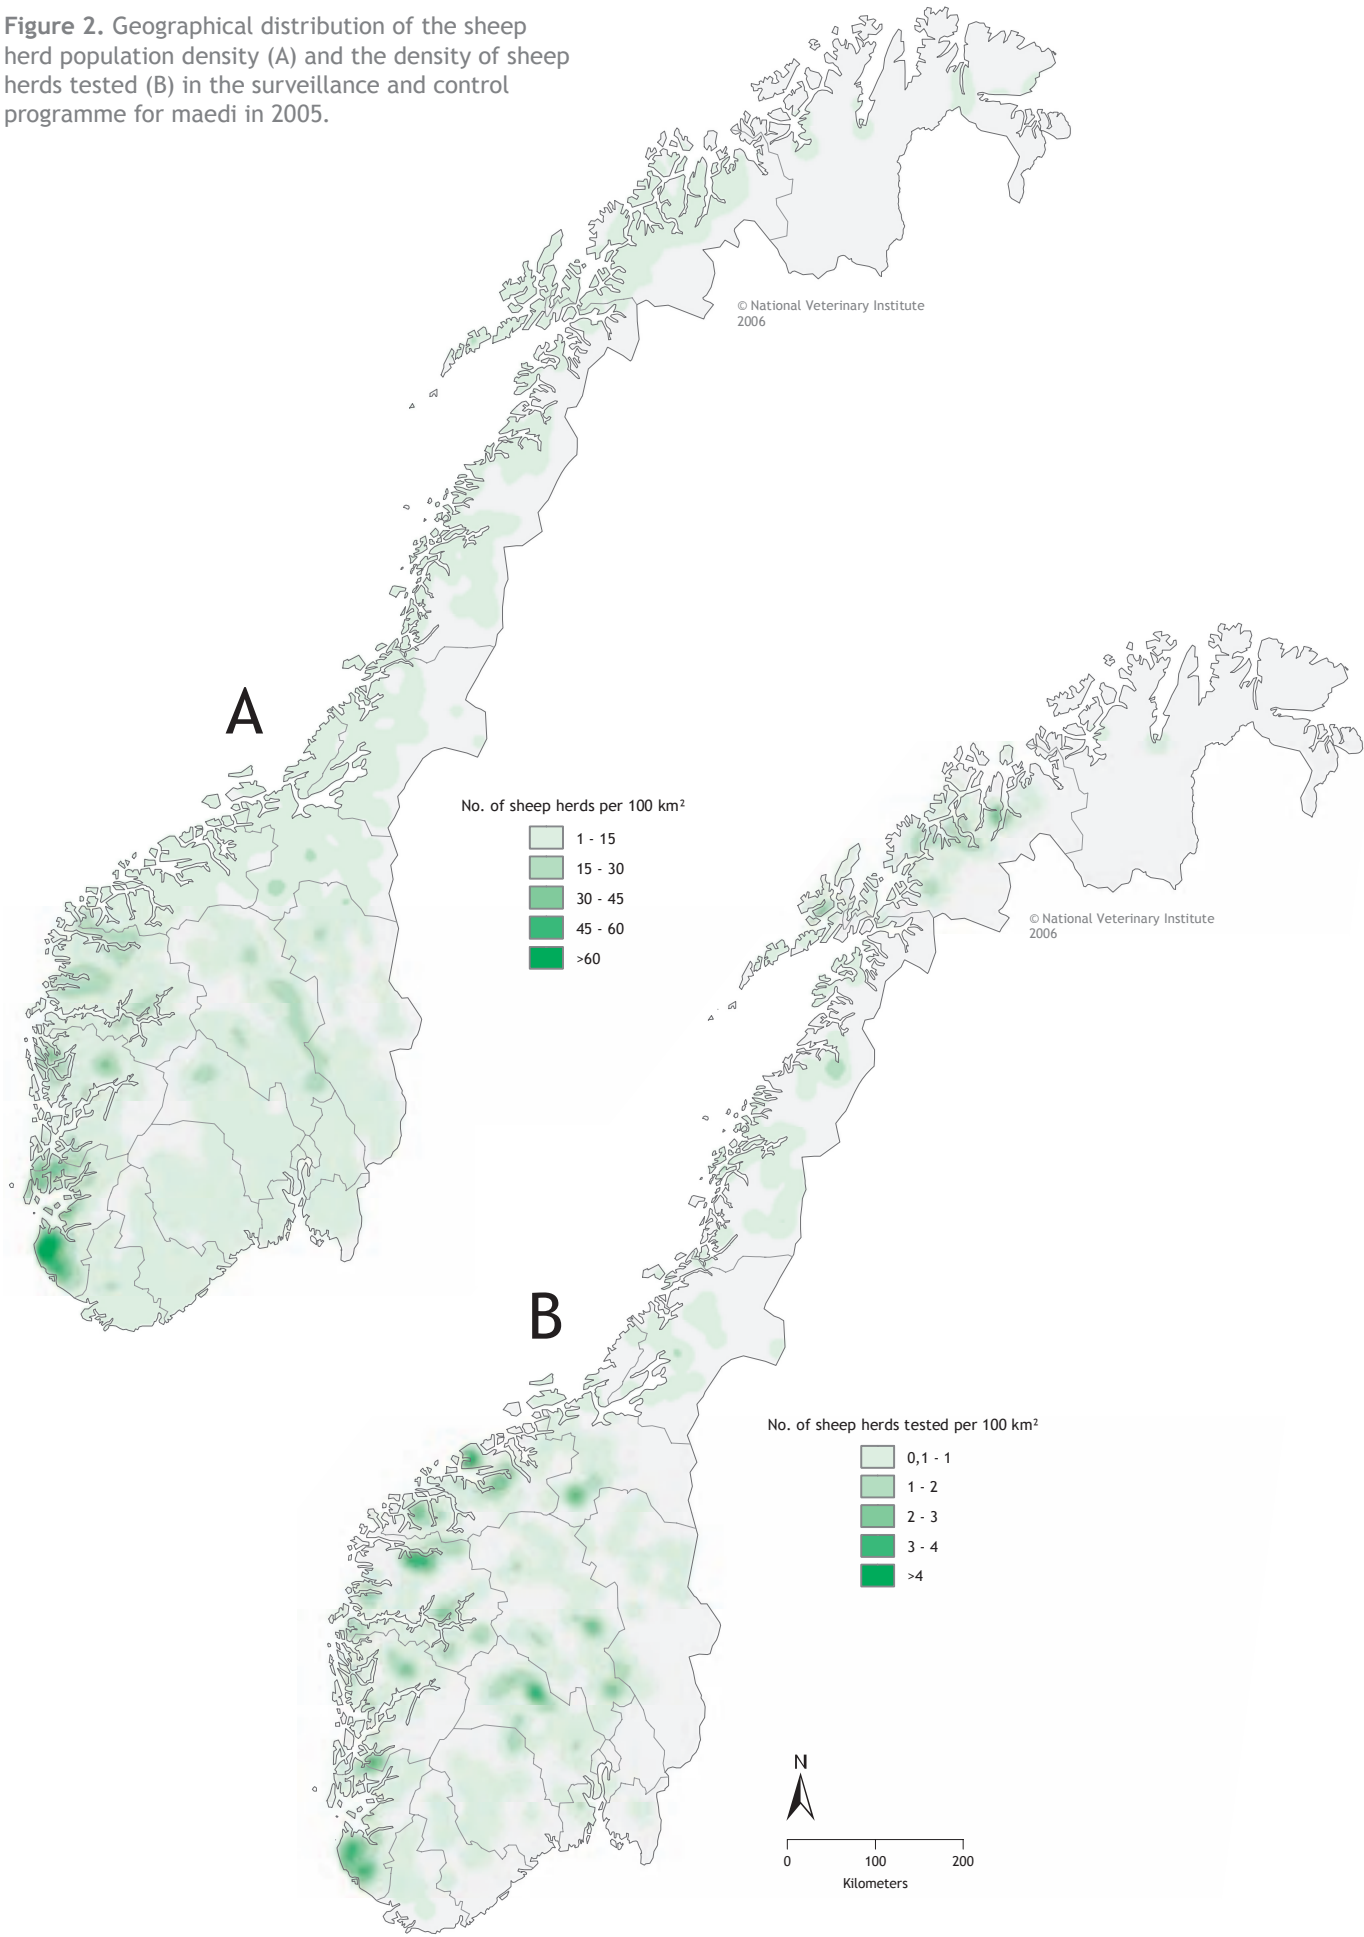 Figure 2. Geographical distribution of the sheep
herd population density (A) and the density of sheep
herds tested (B) in the surveillance and control
programme for maedi in 2005.
© National Veterinary Institute
2006
A
No. of sheep herds per 100 km²
1 - 15
15 - 30
30 - 45
45 - 60
>60
© National Veterinary Institute
2006
B
No. of sheep herds tested per 100 km²
0,1 - 1
1 - 2
2 - 3
3 - 4
>4
N
0 100 200
Kilometers